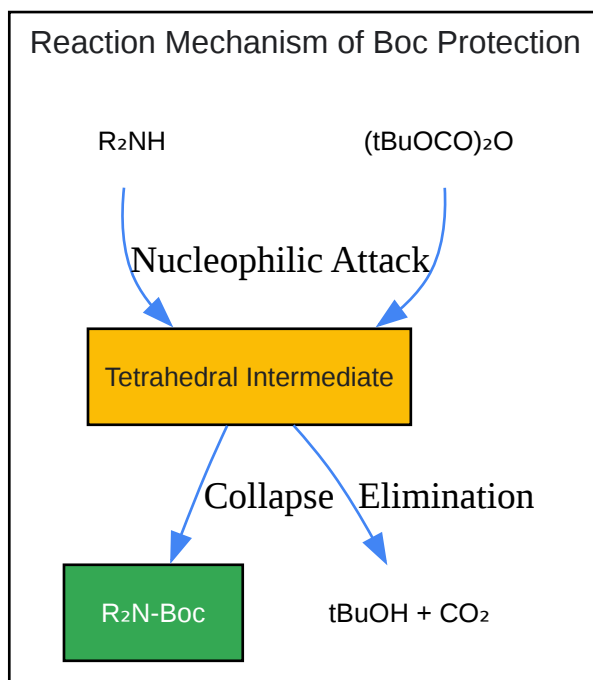 Reaction Mechanism of Boc Protection
R₂NH
(tBuOCO)₂O
Nucleophilic Attack
Tetrahedral Intermediate
Collapse
Elimination
R₂N-Boc
tBuOH + CO₂